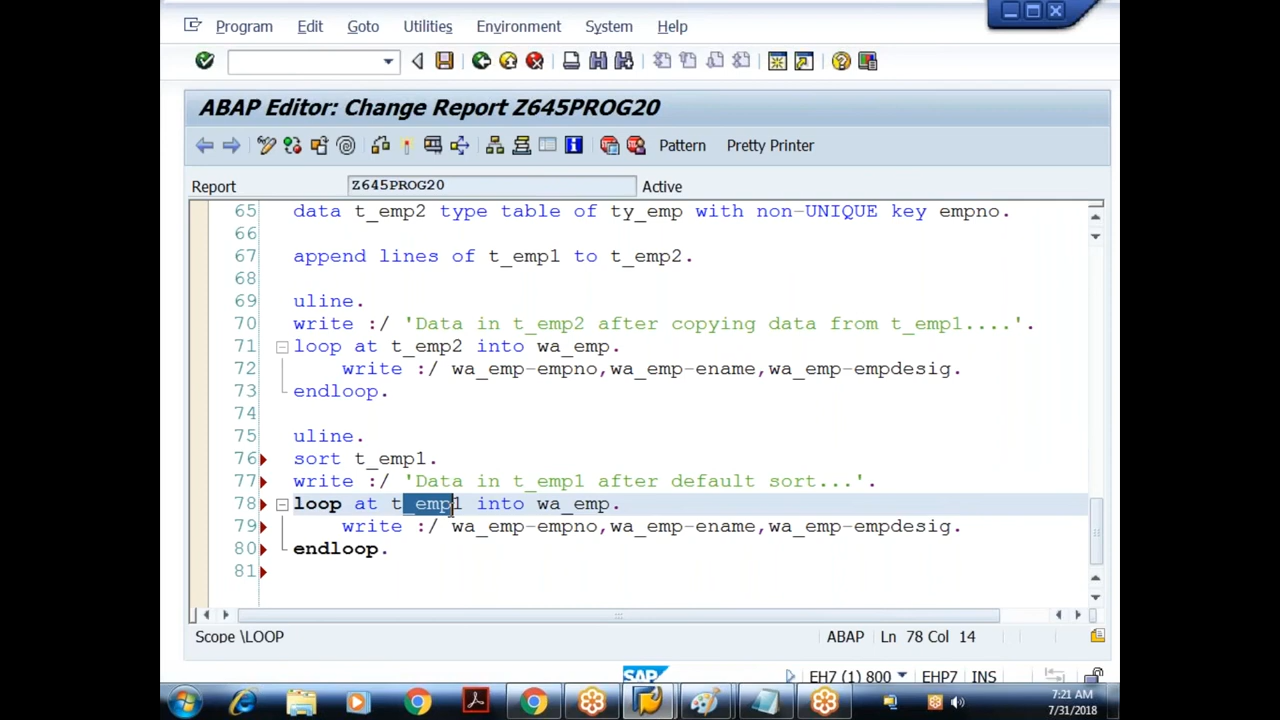 Program Edit Goto Utilities Environment System Help
ABAP Editor: Change Report Z645PROG20
Pattern Pretty Printer
Report Z645PROG20 Active
65 data t_emp2 type table of ty_emp with non-UNIQUE key empno.
66
67 append lines of t_emp1 to t_emp2.
68
69 uline.
70 write :/ 'Data in t_emp2 after copying data from t_emp1....'.
71 loop at t_emp2 into wa_emp.
72 write :/ wa_emp-empno,wa_emp-ename,wa_emp-empdesig.
73 endloop.
74
75 uline.
76 sort t_emp1.
77 write :/ 'Data in t_emp1 after default sort...'.
78 loop at t_emp1 into wa_emp.
79 write :/ wa_emp-empno,wa_emp-ename,wa_emp-empdesig.
80 endloop.
81
Scope \LOOP ABAP Ln 78 Col 14
SAP EH7 (1) 800 EHP7 INS
7:21 AM
7/31/2018